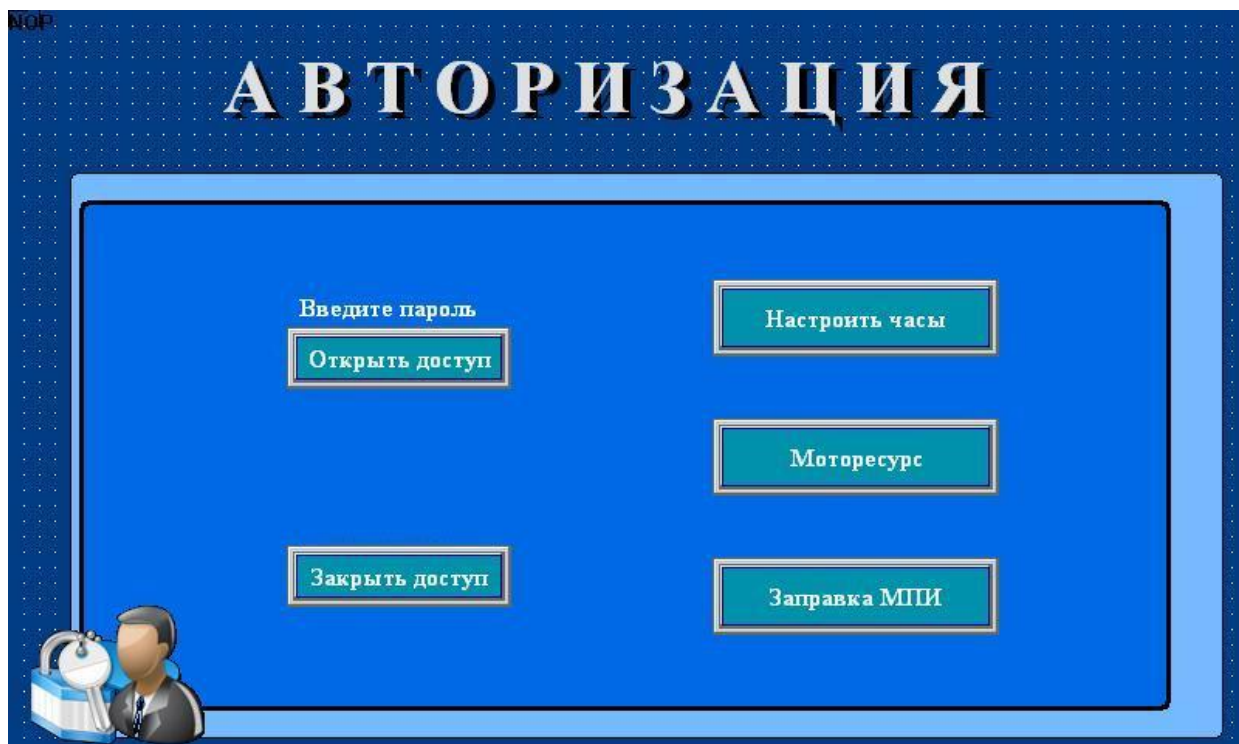 NOP
АВТОРИЗАЦИЯ
Введите пароль
Открыть доступ
Закрыть доступ
Настроить часы
Моторесурс
Заправка МПИ